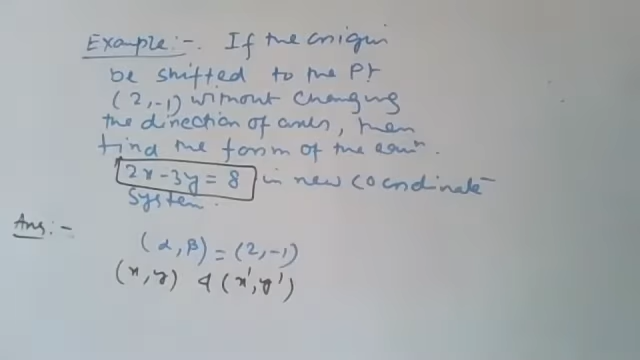 Example:-. If the origin
be shifted to the Pt
(2,-1) without changing
the direction of axes, then
find the form of the equⁿ.
2x-3y=8 in new coordinate
system.
Ans:-
(α, β) = (2,-1)
(x, y) & (x', y')